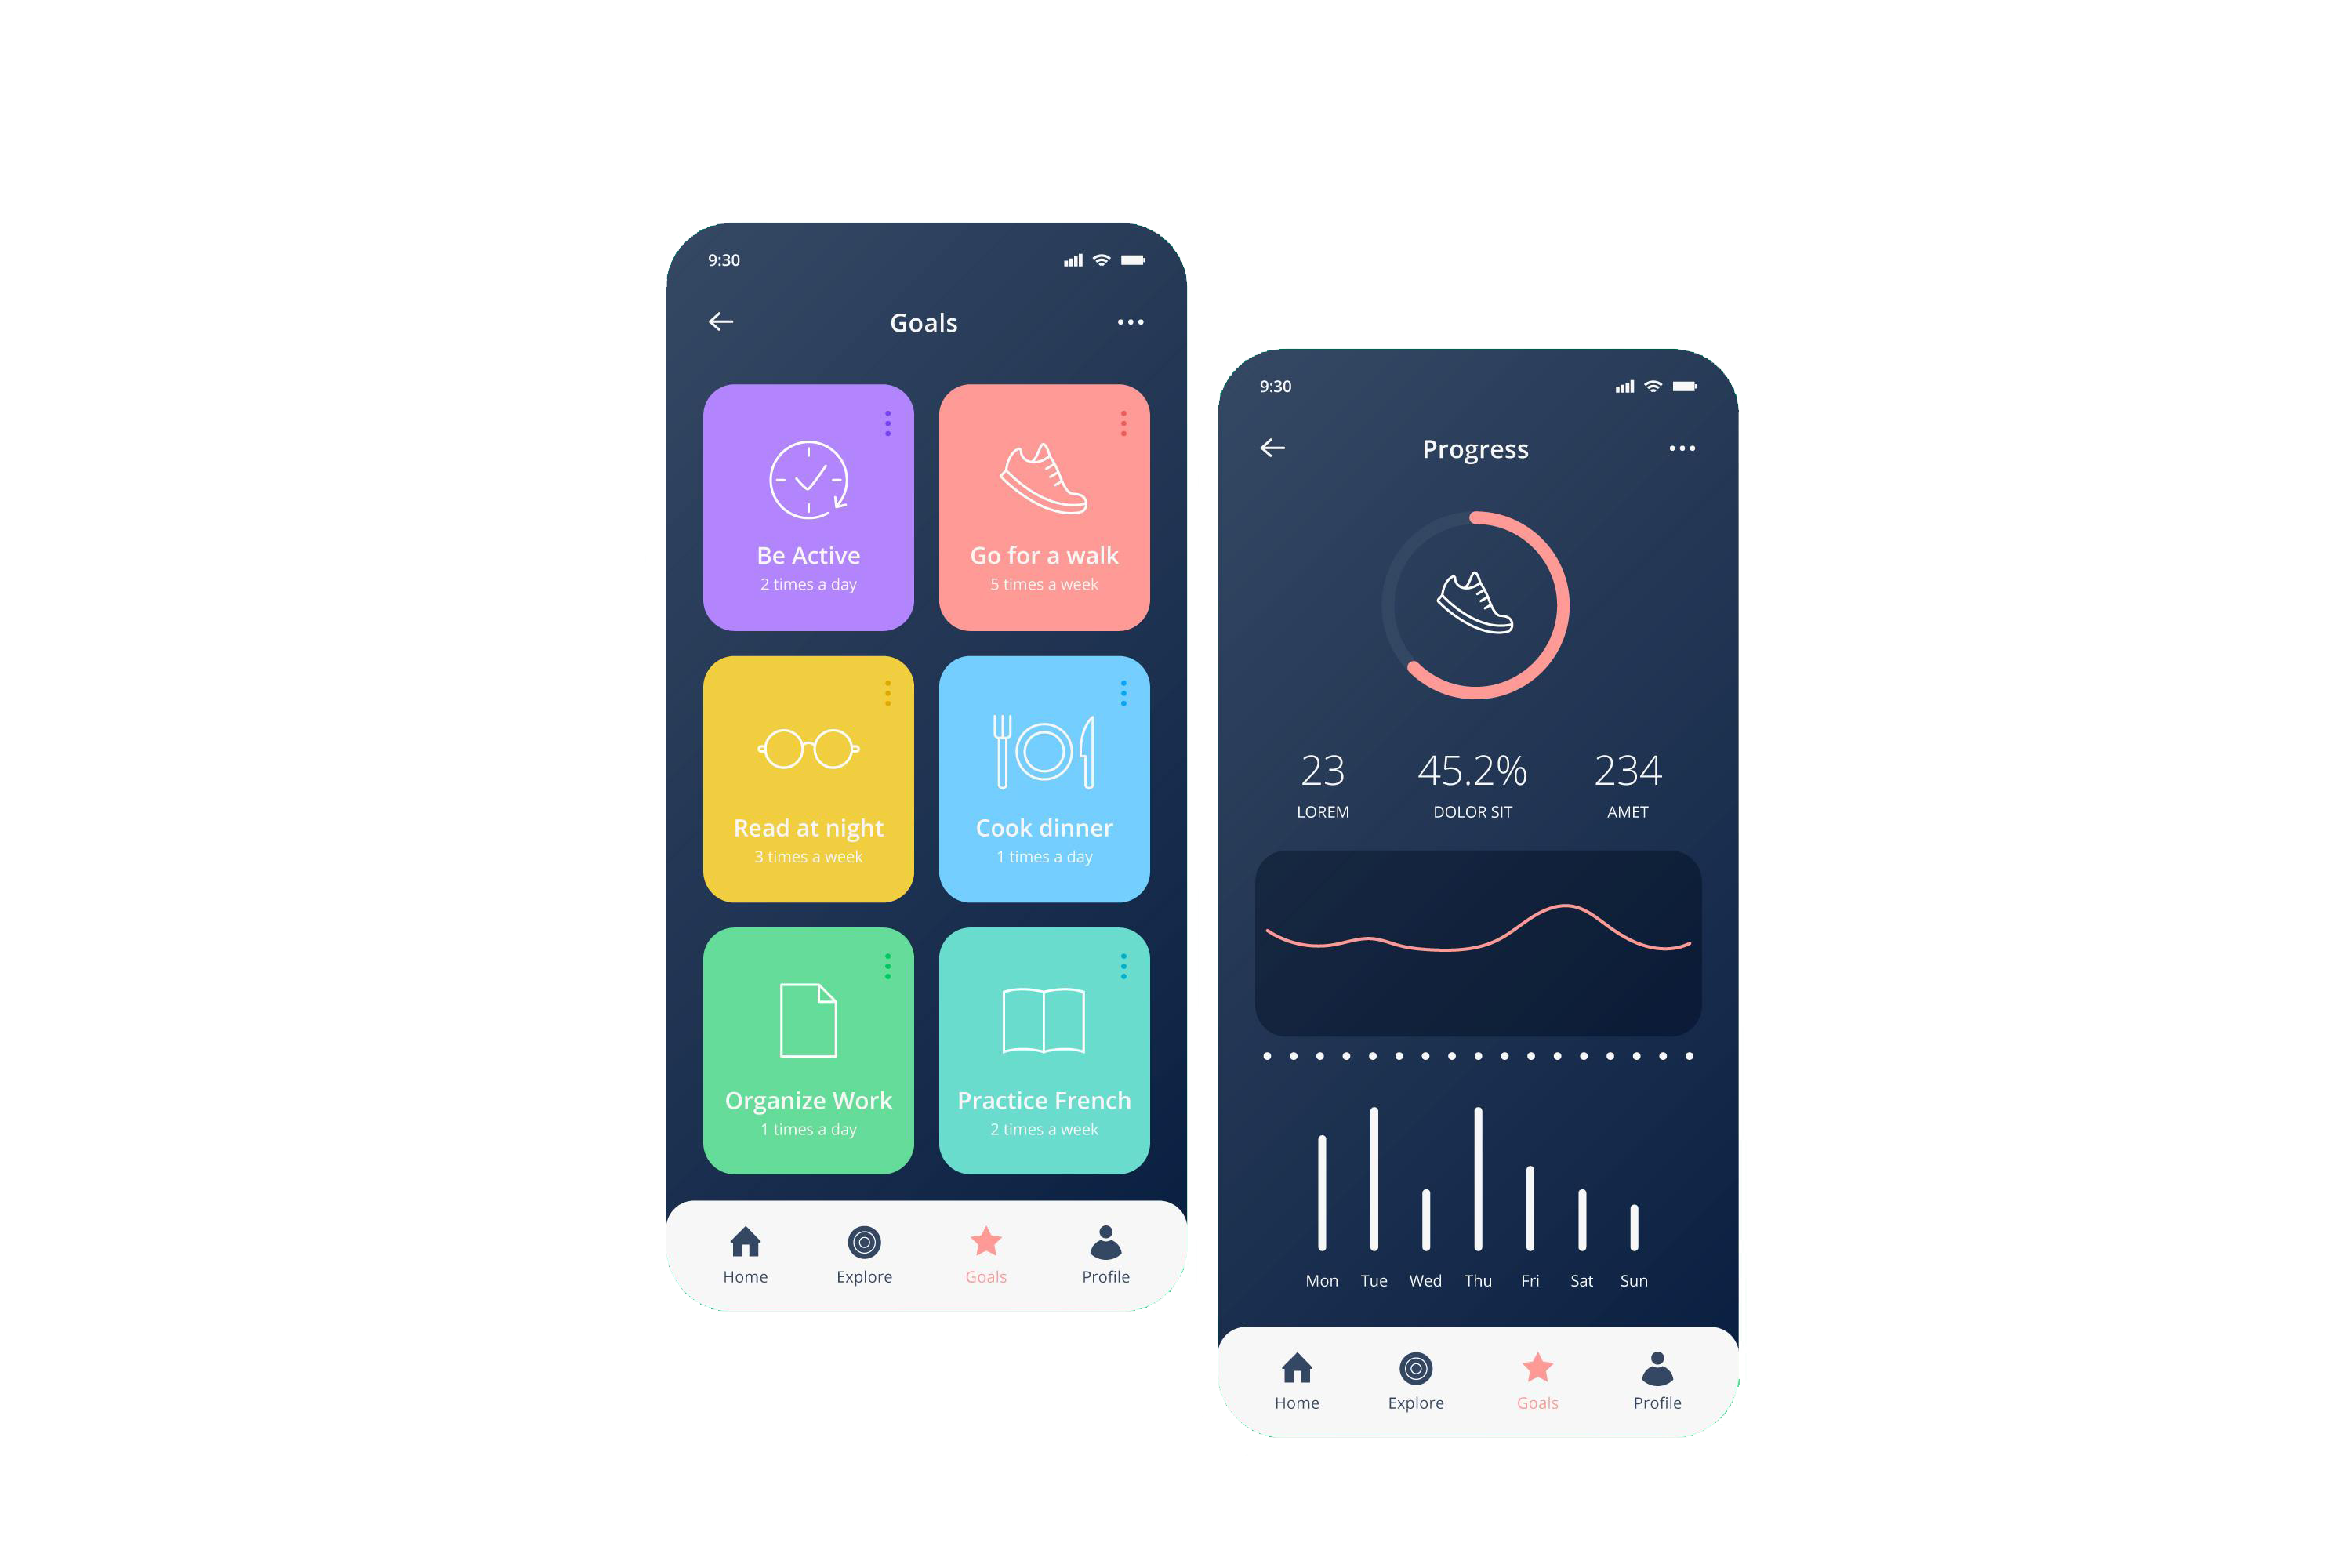 9:30
Goals
Be Active
2 times a day
Go for a walk
5 times a week
Read at night
3 times a week
Cook dinner
1 times a day
Organize Work
1 times a day
Practice French
2 times a week
Home Explore Goals Profile
9:30
Progress
23 45.2% 234
LOREM DOLOR SIT AMET
Mon Tue Wed Thu Fri Sat Sun
Home Explore Goals Profile